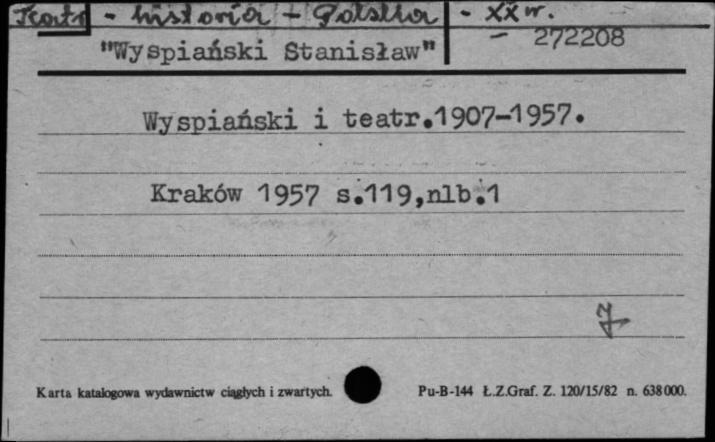 Teatr - historia - Polska - XX w.
"Wyspiański Stanisław" - 272208
Wyspiański i teatr.1907-1957.
Kraków 1957 s.119,nlb.1
Karta katalogowa wydawnictw ciągłych i zwartych. Pu-B-144 Ł.Z.Graf. Z. 120/15/82 n. 638000.